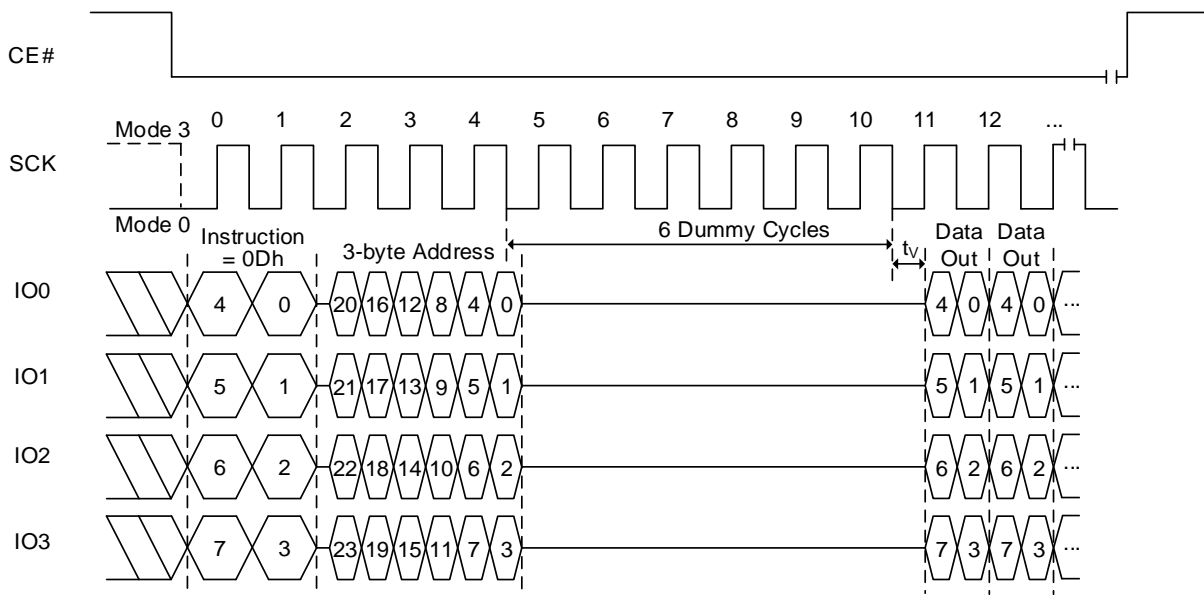 CE#
0 1 2 3 4 5 6 7 8 9 10 11 12 ...
Mode 3
SCK
Mode 0
Instruction
= 0Dh
3-byte Address
6 Dummy Cycles
tV
Data
Out
Data
Out
IO0 4 0 20 16 12 8 4 0 4 0 4 0 ...
IO1 5 1 21 17 13 9 5 1 5 1 5 1 ...
IO2 6 2 22 18 14 10 6 2 6 2 6 2 ...
IO3 7 3 23 19 15 11 7 3 7 3 7 3 ...